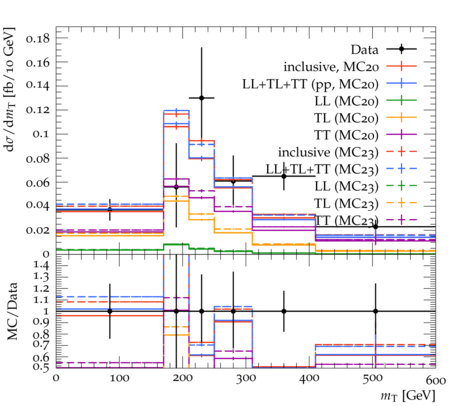 dσ/dmT [fb/10 GeV]
0.18
0.16
0.14
0.12
0.1
0.08
0.06
0.04
0.02
0
Data
inclusive, MC20
LL+TL+TT (pp, MC20)
LL (MC20)
TL (MC20)
TT (MC20)
inclusive (MC23)
LL+TL+TT (MC23)
LL (MC23)
TL (MC23)
TT (MC23)
MC/Data
1.4
1.3
1.2
1.1
1
0.9
0.8
0.7
0.6
0.5
0 100 200 300 400 500 600
mT [GeV]